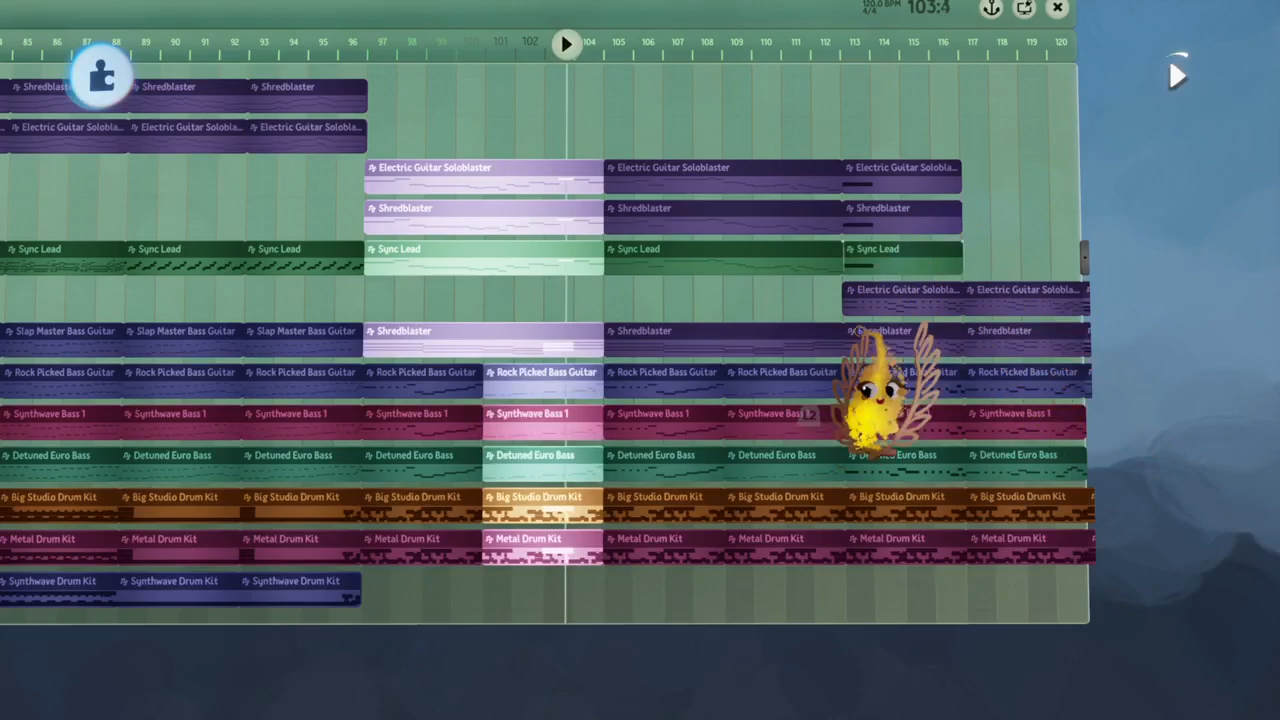 120.0 BPM
4/4
103:4
85 86 87 88 89 90 91 92 93 94 95 96 97 98 99 100 101 102 104 105 106 107 108 109 110 111 112 113 114 115 116 117 118 119 120
Shredblast Shredblaster Shredblaster
Electric Guitar Solobla... Electric Guitar Solobla... Electric Guitar Solobla...
Electric Guitar Soloblaster Electric Guitar Soloblaster Electric Guitar Solobla...
Shredblaster Shredblaster Shredblaster
Sync Lead Sync Lead Sync Lead Sync Lead Sync Lead Sync Lead
Electric Guitar Solobla... Electric Guitar Solobla...
Slap Master Bass Guitar Slap Master Bass Guitar Slap Master Bass Guitar Shredblaster Shredblaster Shredblaster Shredblaster
Rock Picked Bass Guitar Rock Picked Bass Guitar Rock Picked Bass Guitar Rock Picked Bass Guitar Rock Picked Bass Guitar Rock Picked Bass Guitar Rock Picked Bass Guitar Rock Picked Bass Guitar
Synthwave Bass 1 Synthwave Bass 1 Synthwave Bass 1 Synthwave Bass 1 Synthwave Bass 1 Synthwave Bass 1 Synthwave Bass 1 Synthwave Bass 1
Detuned Euro Bass Detuned Euro Bass Detuned Euro Bass Detuned Euro Bass Detuned Euro Bass Detuned Euro Bass Detuned Euro Bass Detuned Euro Bass Detuned Euro Bass
Big Studio Drum Kit Big Studio Drum Kit Big Studio Drum Kit Big Studio Drum Kit Big Studio Drum Kit Big Studio Drum Kit Big Studio Drum Kit Big Studio Drum Kit Big Studio Drum Kit
Metal Drum Kit Metal Drum Kit Metal Drum Kit Metal Drum Kit Metal Drum Kit Metal Drum Kit Metal Drum Kit Metal Drum Kit Metal Drum Kit
Synthwave Drum Kit Synthwave Drum Kit Synthwave Drum Kit